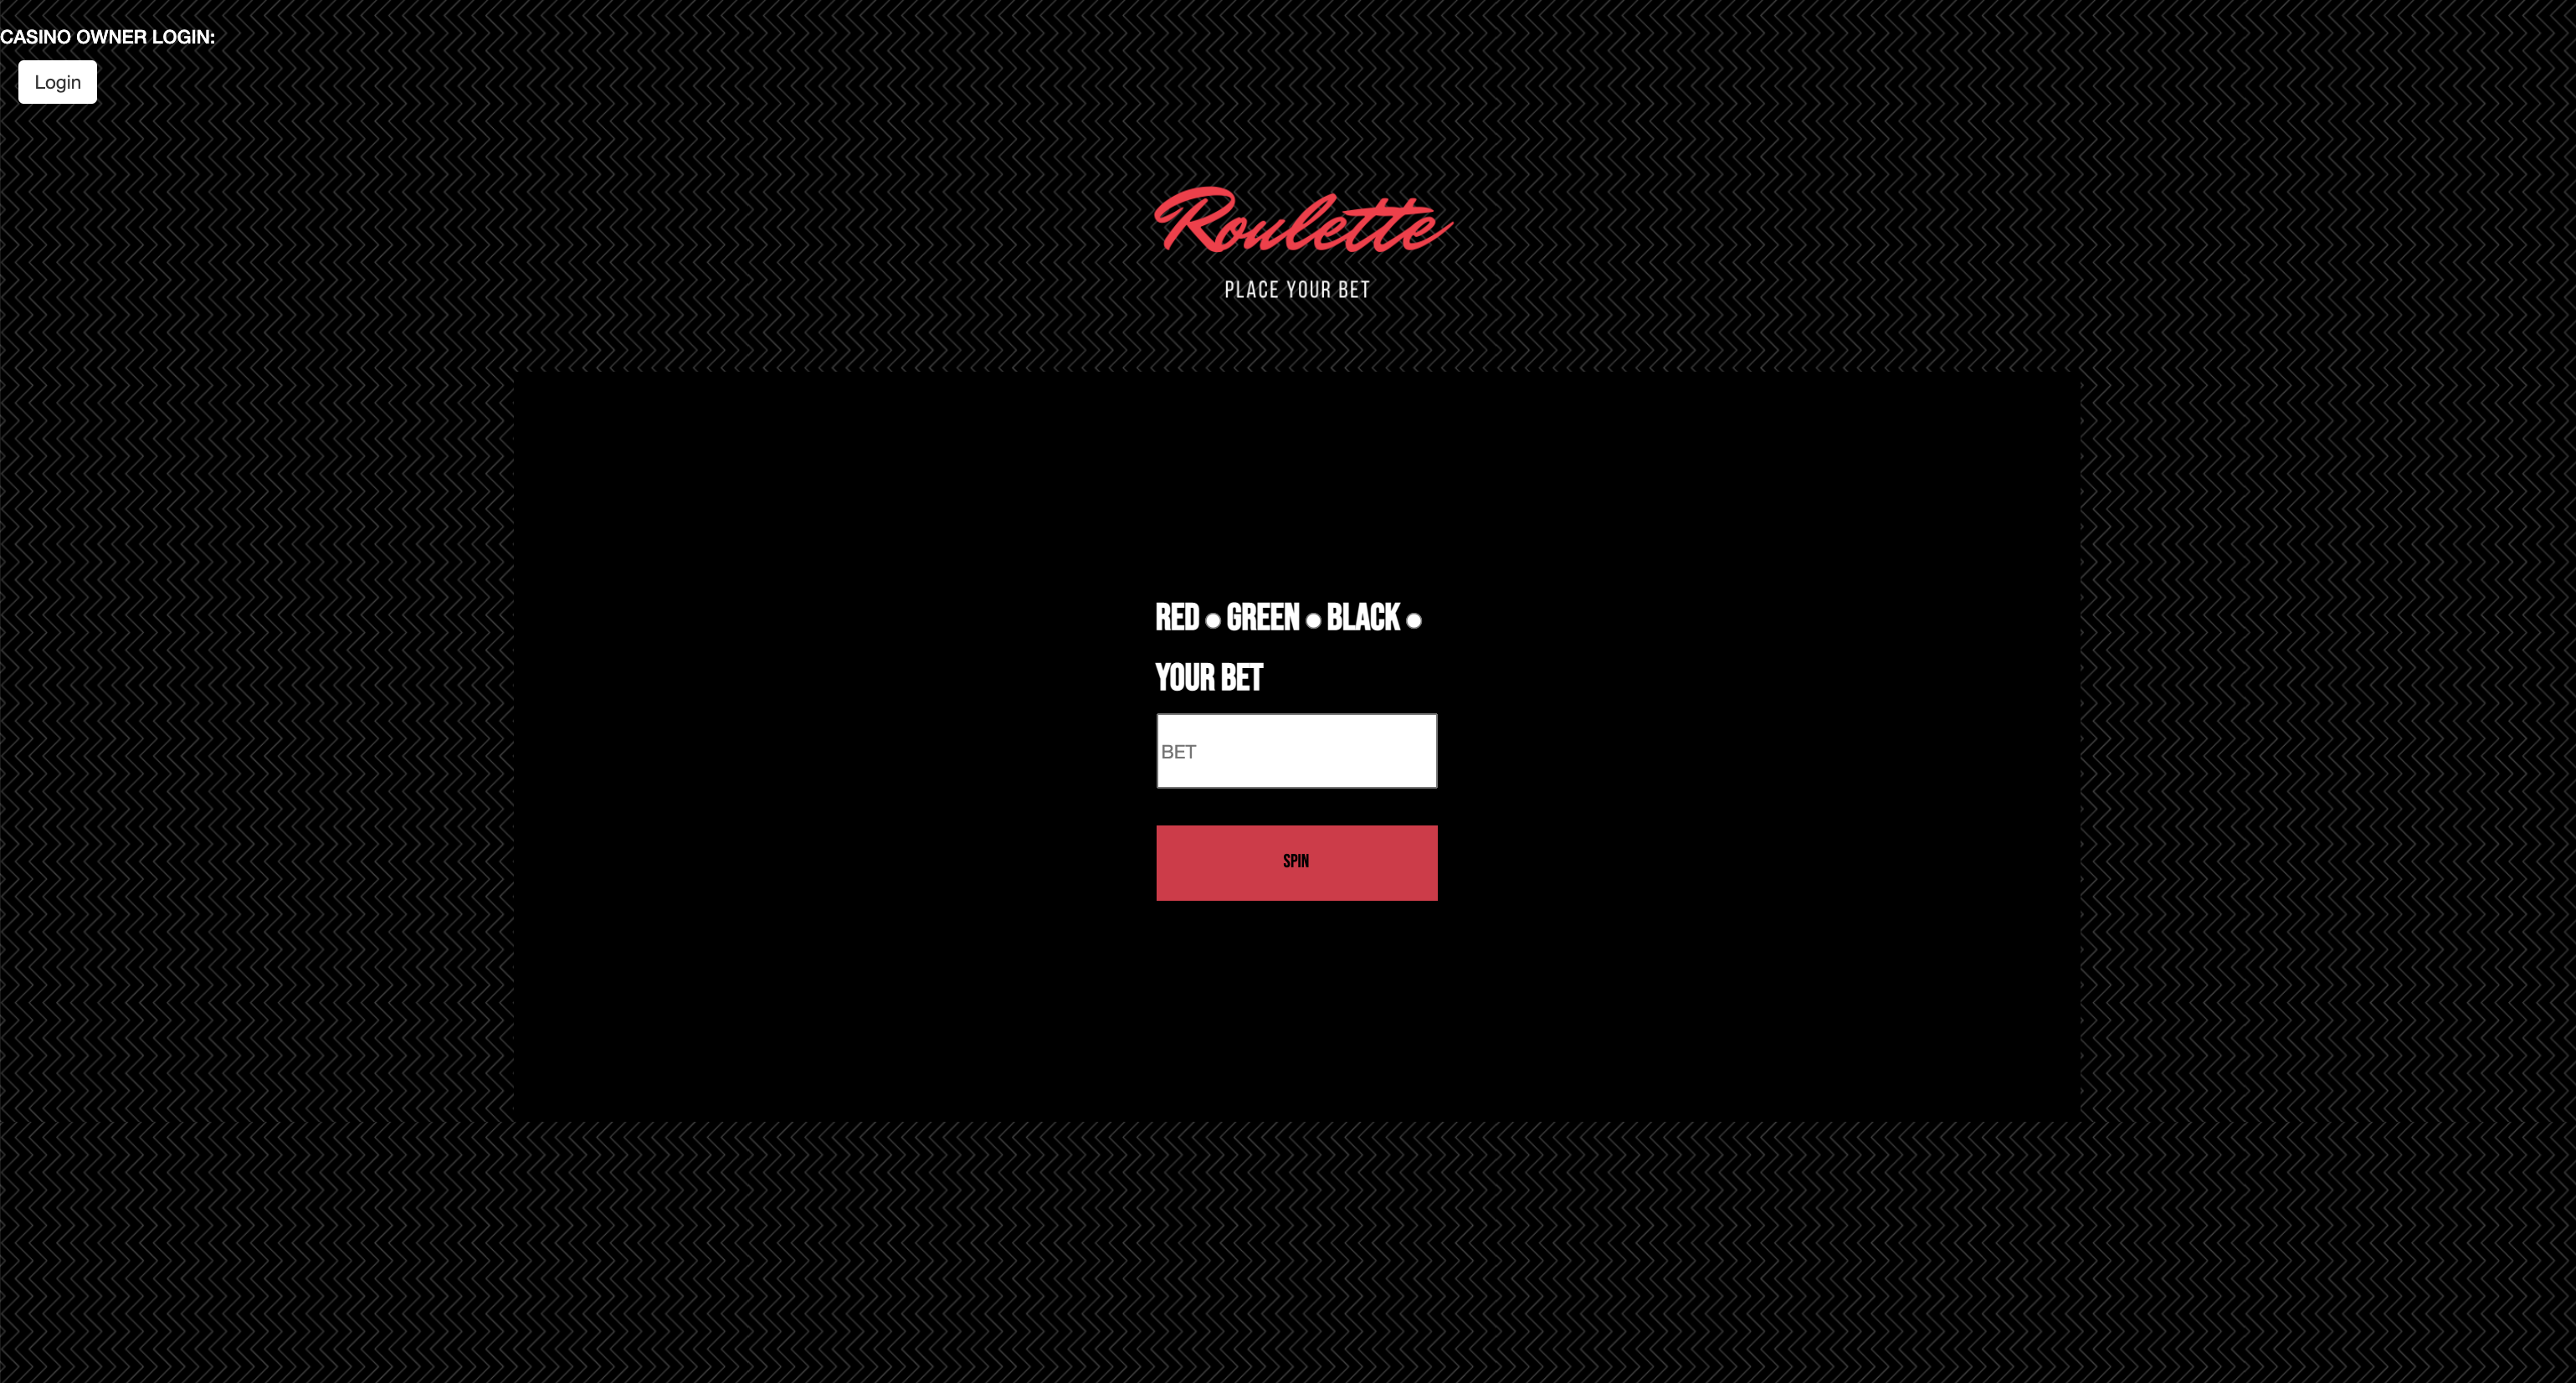 CASINO OWNER LOGIN:
Login
Roulette
PLACE YOUR BET
RED GREEN BLACK
YOUR BET
BET
SPIN